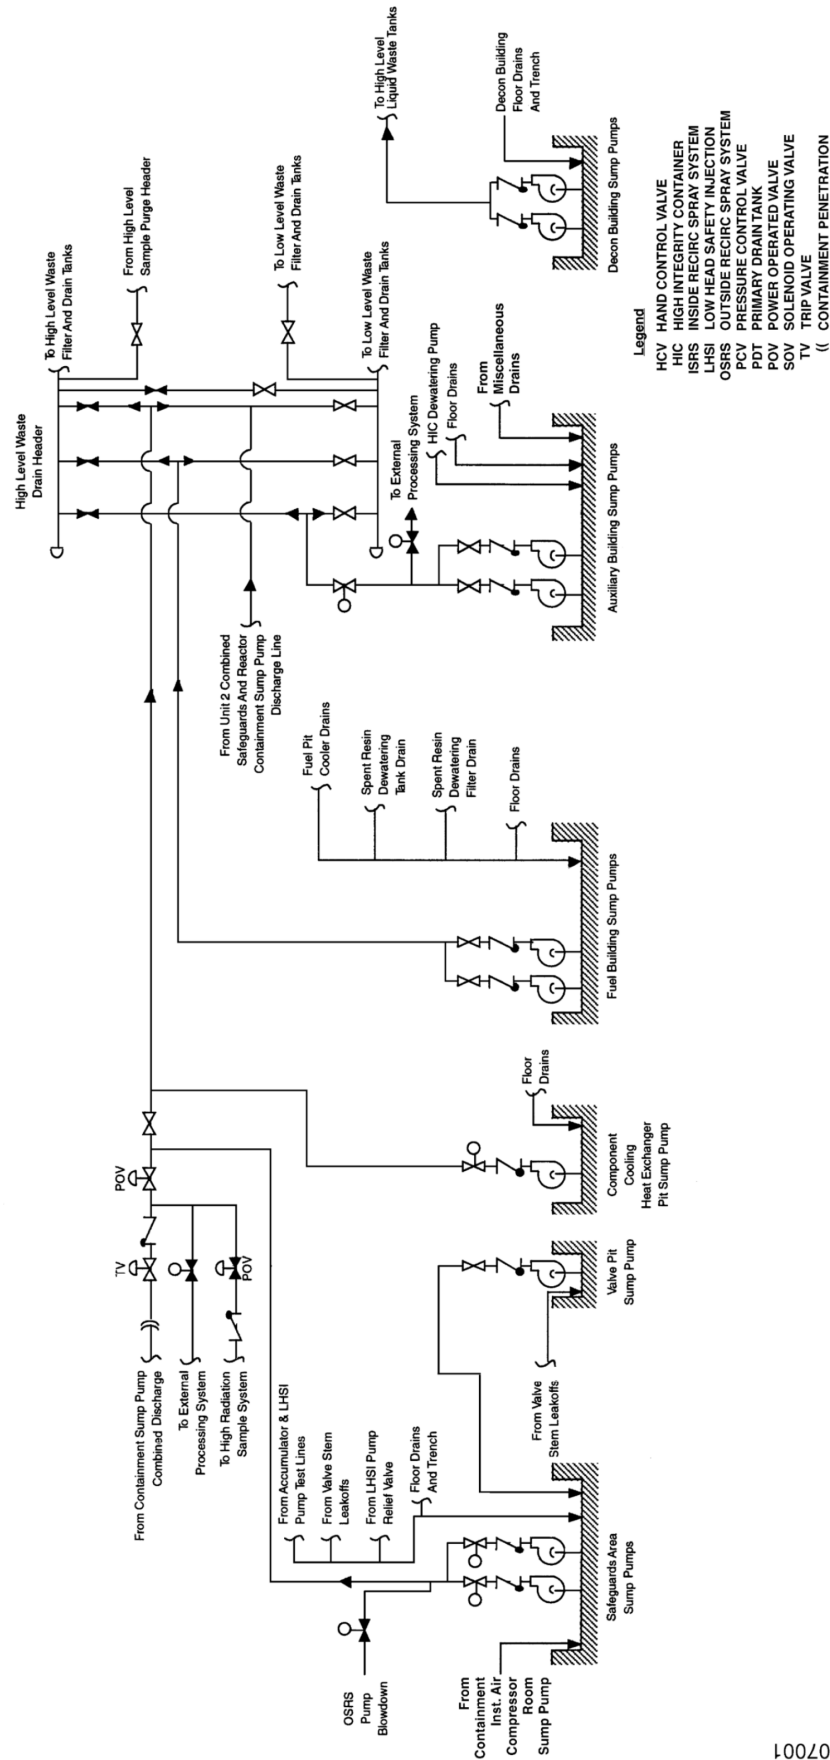 High Level Waste
Drain Header
To High Level Waste
Filter And Drain Tanks
From High Level
Sample Purge Header
To Low Level Waste
Filter And Drain Tanks
To Low Level Waste
Filter And Drain Tanks
To High Level
Liquid Waste Tanks
Decon Building
Floor Drains
And Trench
Decon Building Sump Pumps
From Unit 2 Combined
Safeguards And Reactor
Containment Sump Pump
Discharge Line
To External
Processing System
HIC Dewatering Pump
Floor Drains
From
Miscellaneous
Drains
Auxiliary Building Sump Pumps
Fuel Pit
Cooler Drains
Spent Resin
Dewatering
Tank Drain
Spent Resin
Dewatering
Filter Drain
Floor Drains
Fuel Building Sump Pumps
POV
TV
POV
From Containment Sump Pump
Combined Discharge
To External
Processing System
To High Radiation
Sample System
Floor
Drains
Component
Cooling
Heat Exchanger
Pit Sump Pump
From Valve
Stem Leakoffs
Valve Pit
Sump Pump
From Accumulator & LHSI
Pump Test Lines
From Valve Stem
Leakoffs
From LHSI Pump
Relief Valve
Floor Drains
And Trench
OSRS
Pump
Blowdown
From
Containment
Inst. Air
Compressor
Room
Sump Pump
Safeguards Area
Sump Pumps
Legend
HCV HAND CONTROL VALVE
HIC HIGH INTEGRITY CONTAINER
ISRS INSIDE RECIRC SPRAY SYSTEM
LHSI LOW HEAD SAFETY INJECTION
OSRS OUTSIDE RECIRC SPRAY SYSTEM
PCV PRESSURE CONTROL VALVE
PDT PRIMARY DRAIN TANK
POV POWER OPERATED VALVE
SOV SOLENOID OPERATING VALVE
TV TRIP VALVE
(( CONTAINMENT PENETRATION
07001